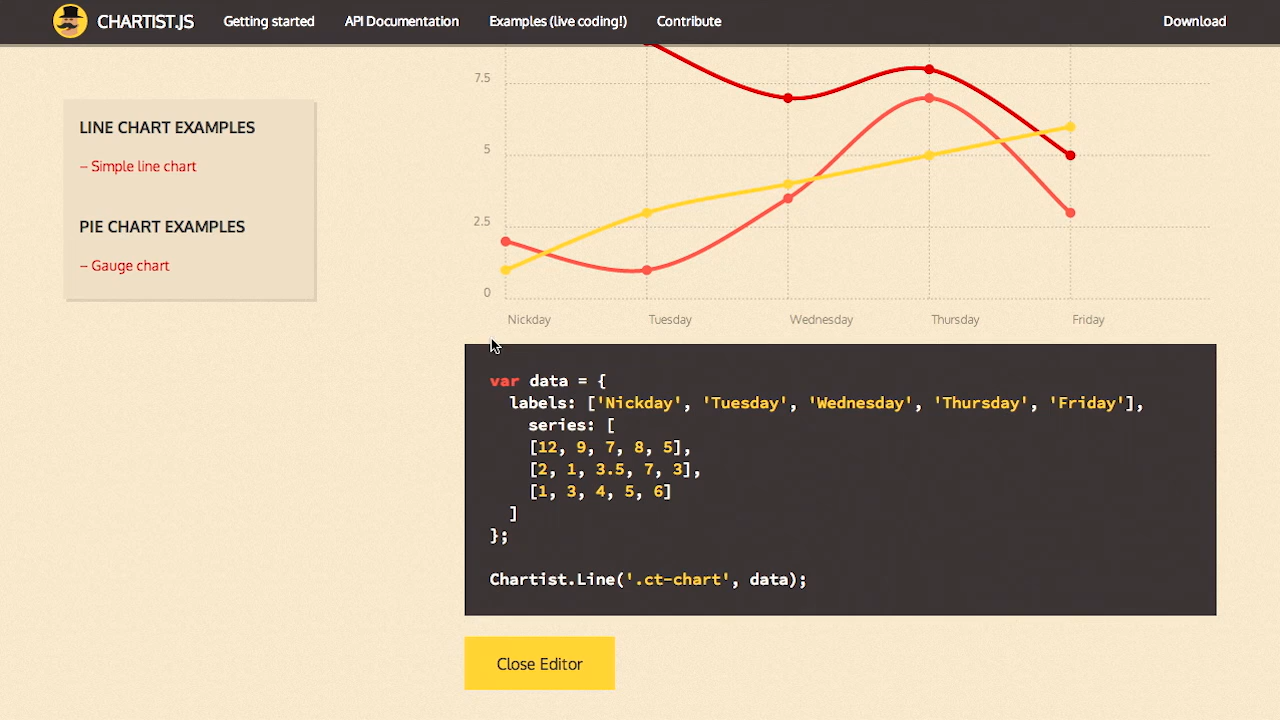 CHARTIST.JS Getting started API Documentation Examples (live coding!) Contribute Download
LINE CHART EXAMPLES
– Simple line chart
PIE CHART EXAMPLES
– Gauge chart
7.5
5
2.5
0
Nickday Tuesday Wednesday Thursday Friday
var data = {
labels: ['Nickday', 'Tuesday', 'Wednesday', 'Thursday', 'Friday'],
series: [
[12, 9, 7, 8, 5],
[2, 1, 3.5, 7, 3],
[1, 3, 4, 5, 6]
]
};
Chartist.Line('.ct-chart', data);
Close Editor